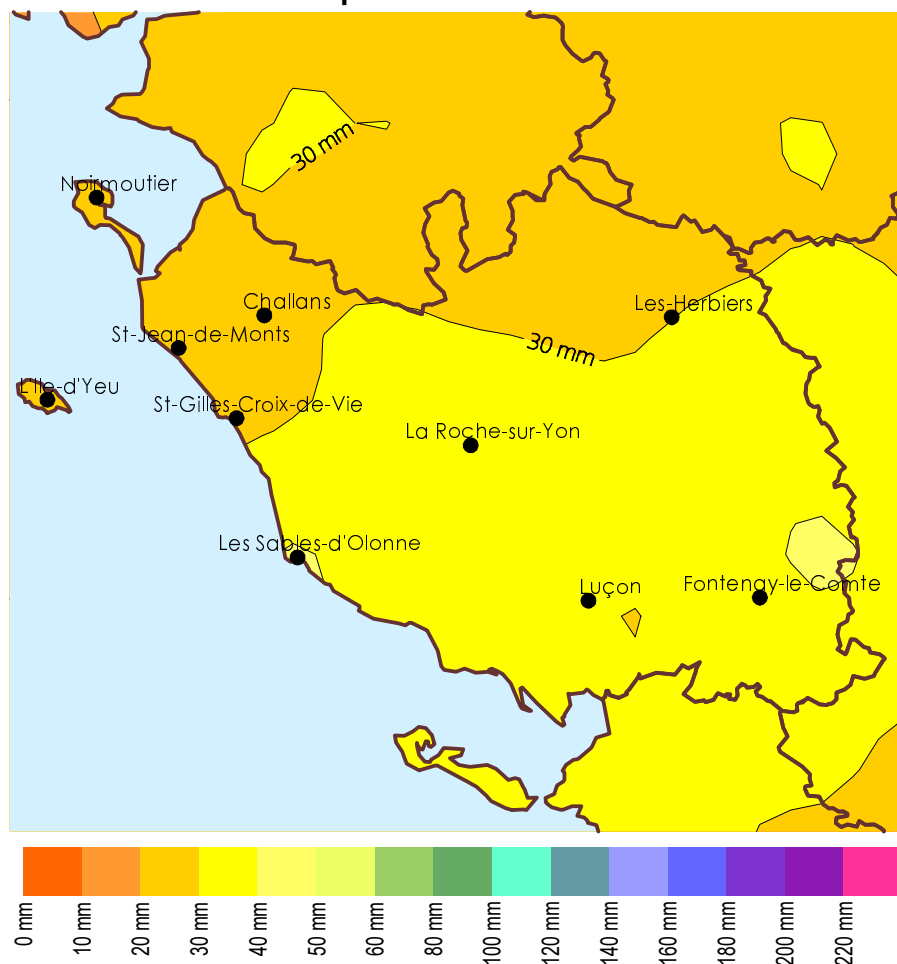 30 mm
Noirmoutier
Challans
Les-Herbiers
St-Jean-de-Monts
30 mm
L'Ile-d'Yeu
St-Gilles-Croix-de-Vie
La Roche-sur-Yon
Les Sables-d'Olonne
Luçon
Fontenay-le-Comte
0 mm
10 mm
20 mm
30 mm
40 mm
50 mm
60 mm
80 mm
100 mm
120 mm
140 mm
160 mm
180 mm
200 mm
220 mm